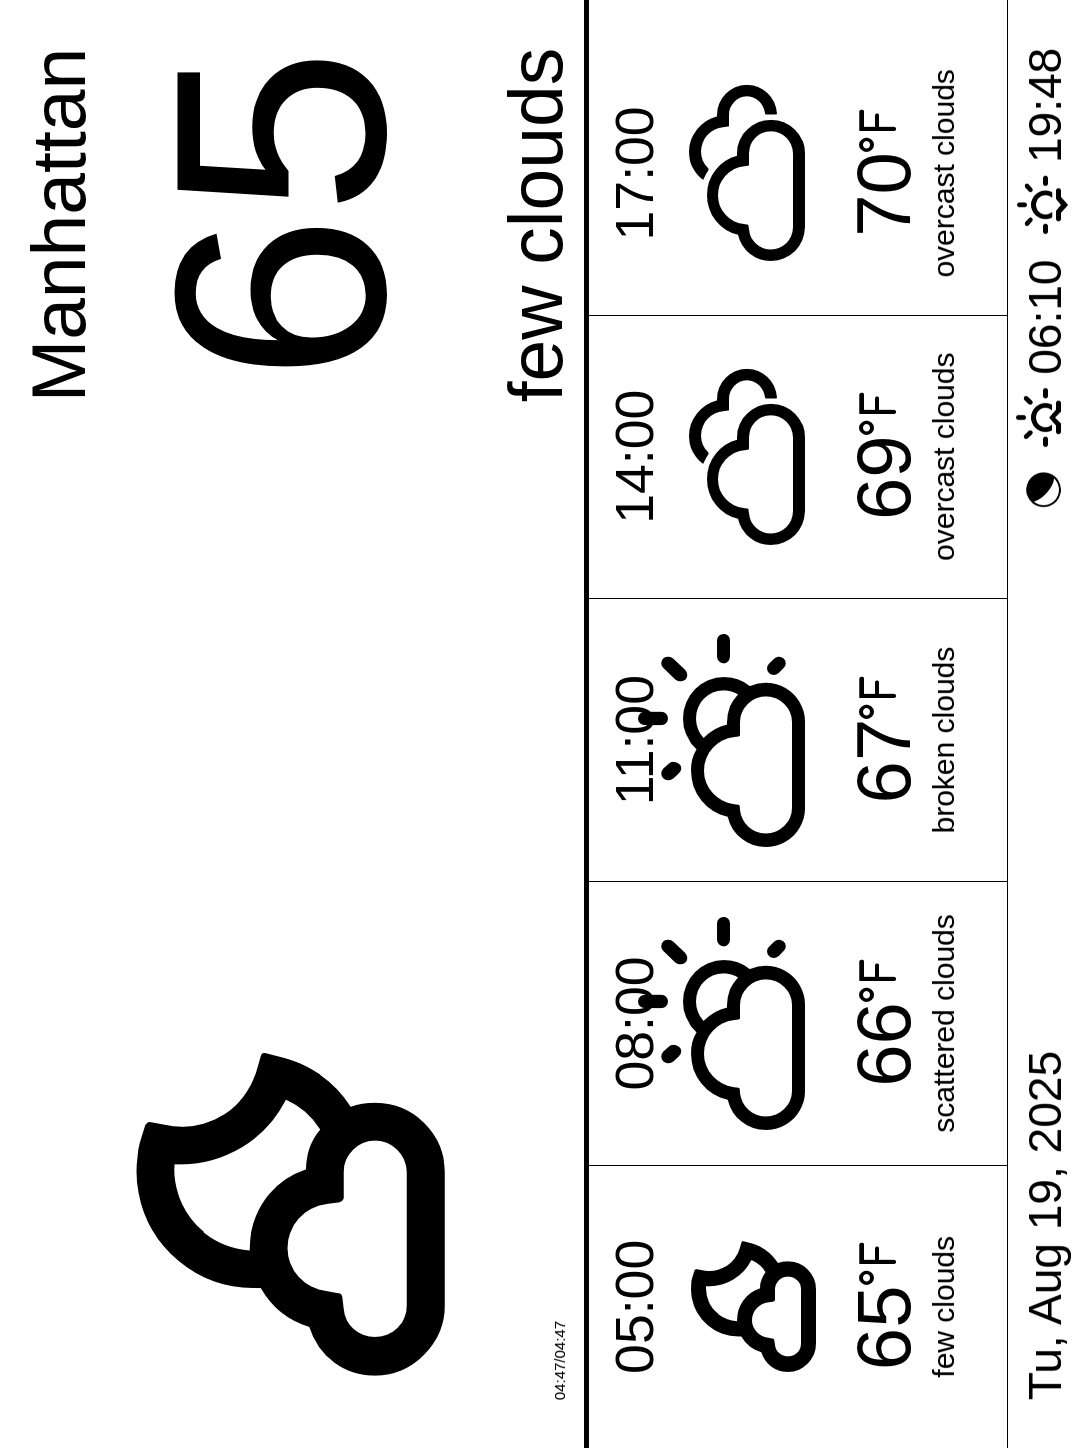 Manhattan
65
few clouds
04:47/04:47
05:00 08:00 11:00 14:00 17:00
65°F 66°F 67°F 69°F 70°F
few clouds scattered clouds broken clouds overcast clouds overcast clouds
Tu, Aug 19, 2025 06:10 19:48